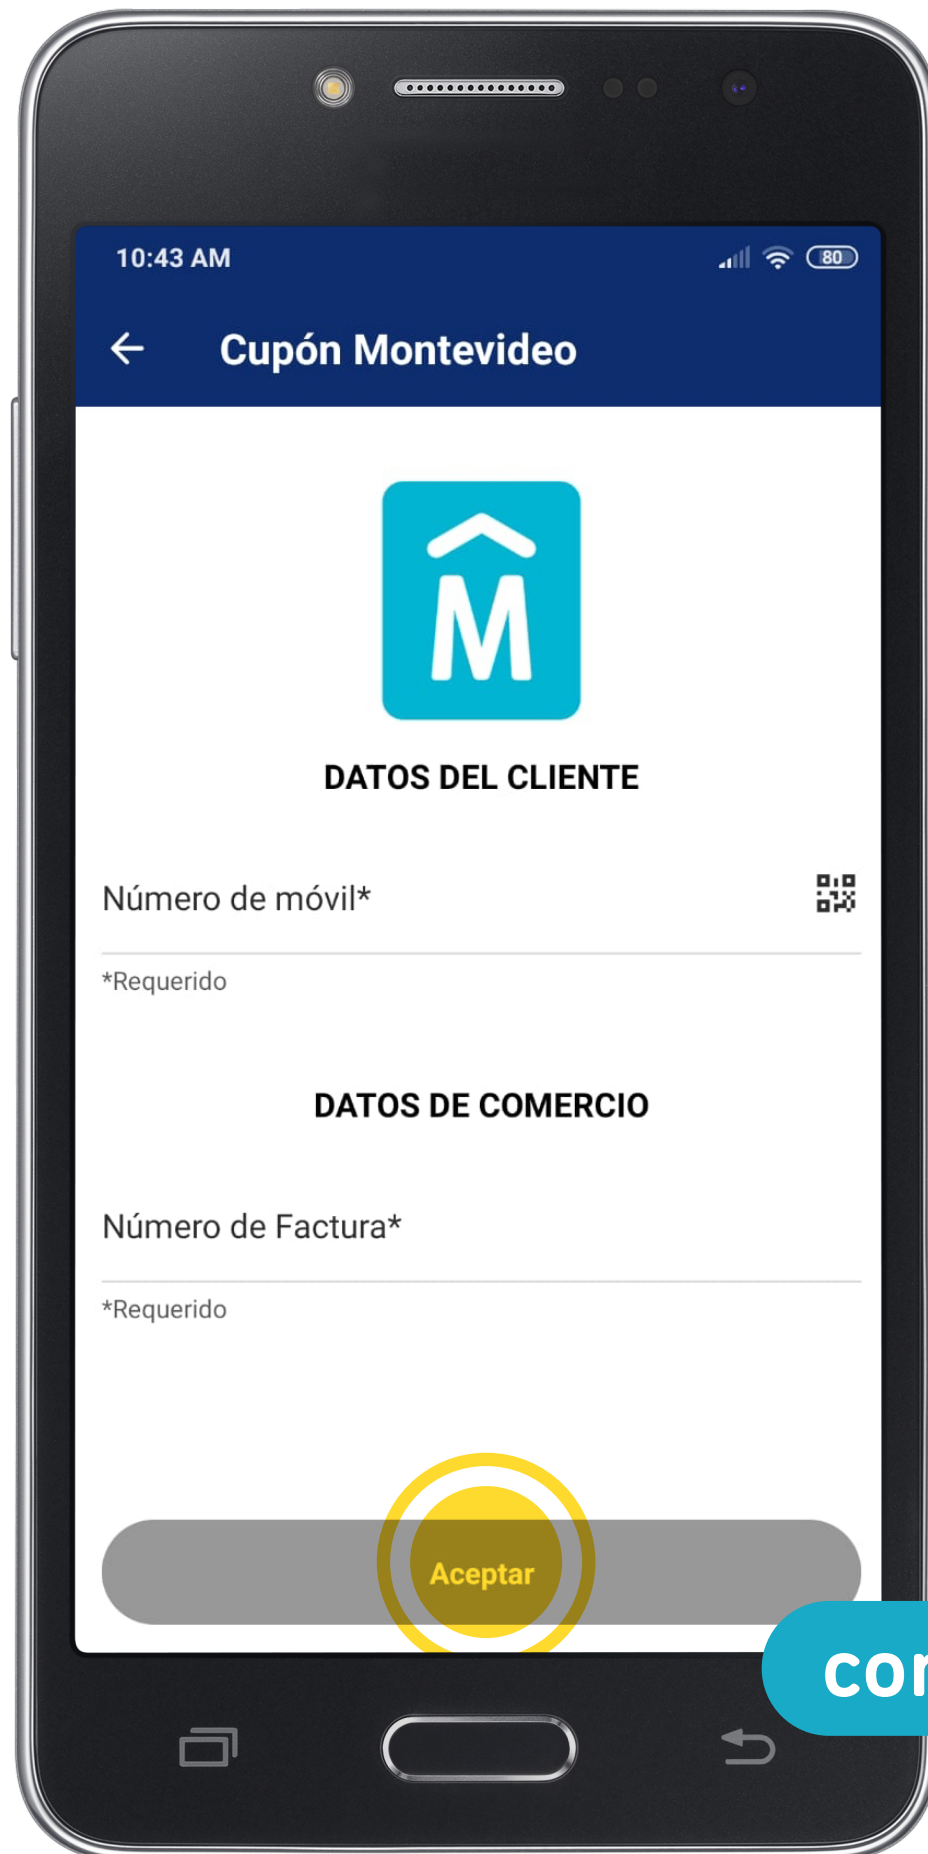 10:43 AM
80
Cupón Montevideo
M
DATOS DEL CLIENTE
Número de móvil*
*Requerido
DATOS DE COMERCIO
Número de Factura*
*Requerido
Aceptar